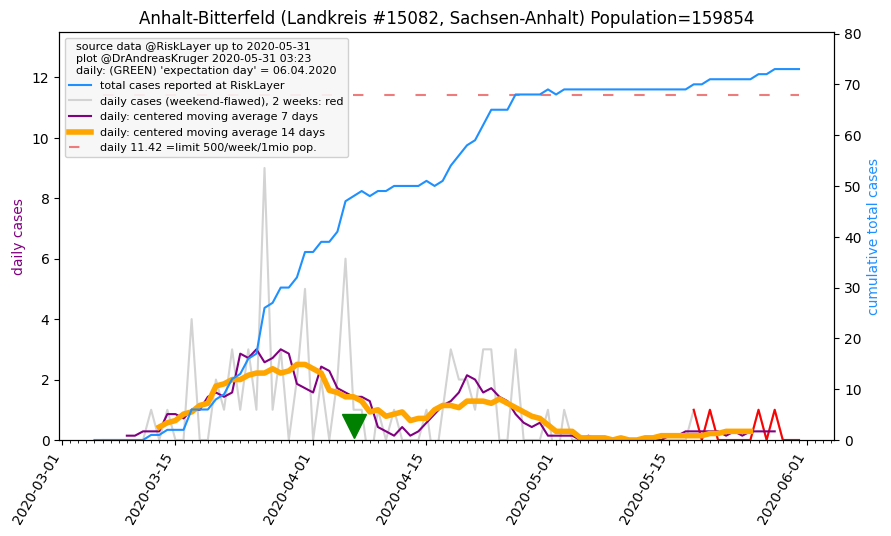 Anhalt-Bitterfeld (Landkreis #15082, Sachsen-Anhalt) Population=159854
source data @RiskLayer up to 2020-05-31
plot @DrAndreasKruger 2020-05-31 03:23
daily: (GREEN) 'expectation day' = 06.04.2020
total cases reported at RiskLayer
daily cases (weekend-flawed), 2 weeks: red
daily: centered moving average 7 days
daily: centered moving average 14 days
daily 11.42 =limit 500/week/1mio pop.
daily cases
12
10
8
6
4
2
0
cumulative total cases
80
70
60
50
40
30
20
10
0
2020-03-01
2020-03-15
2020-04-01
2020-04-15
2020-05-01
2020-05-15
2020-06-01